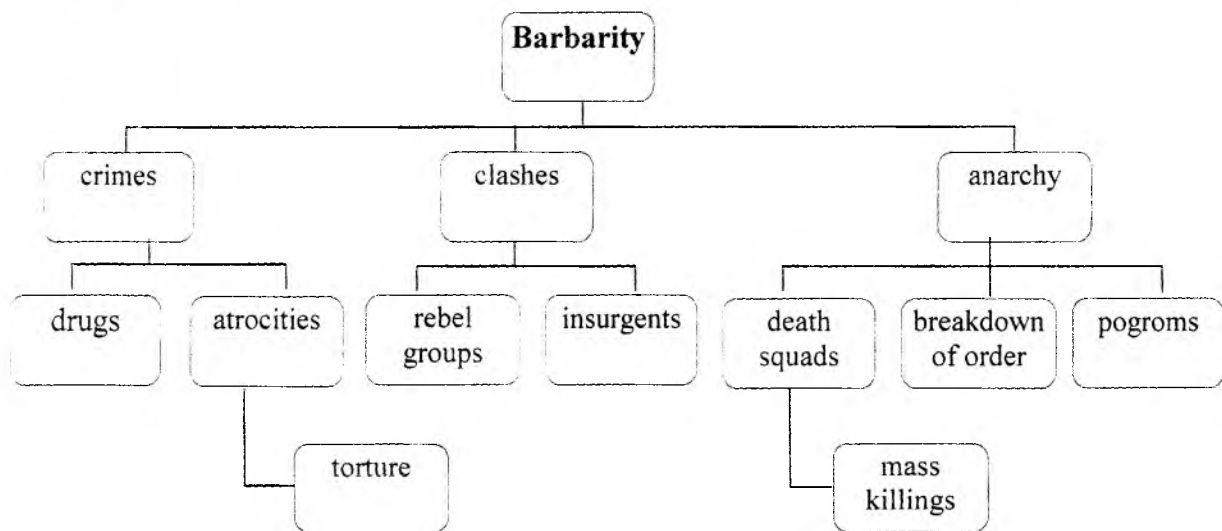 Barbarity
crimes
clashes
anarchy
drugs
atrocities
rebel
groups
insurgents
death
squads
breakdown
of order
pogroms
torture
mass
killings